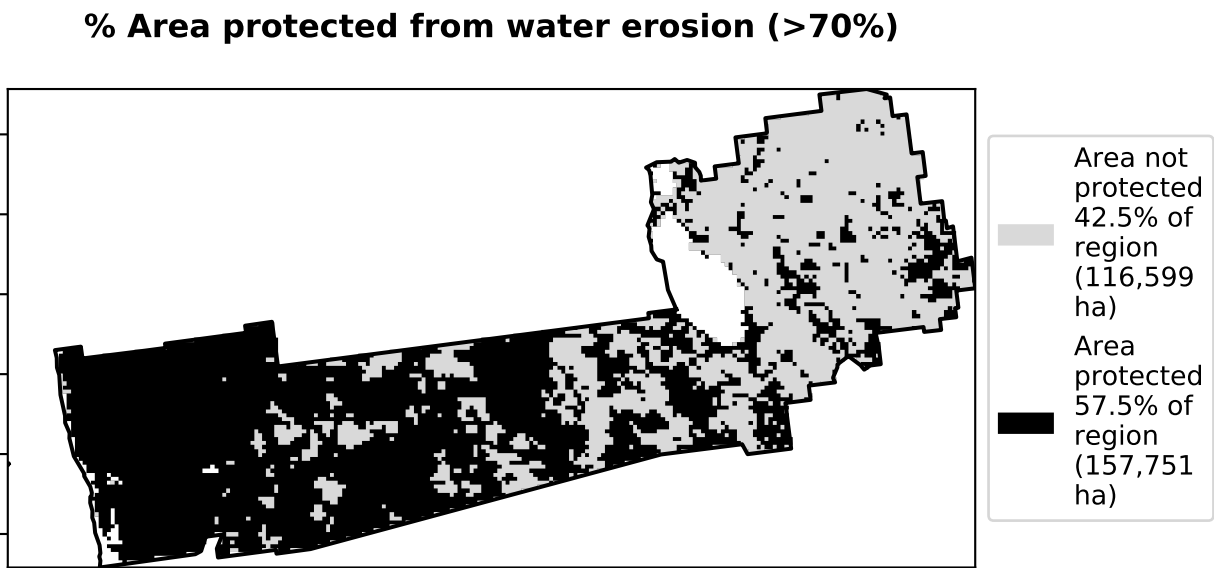 % Area protected from water erosion (>70%)
Area not
protected
42.5% of
region
(116,599
ha)
Area
protected
57.5% of
region
(157,751
ha)